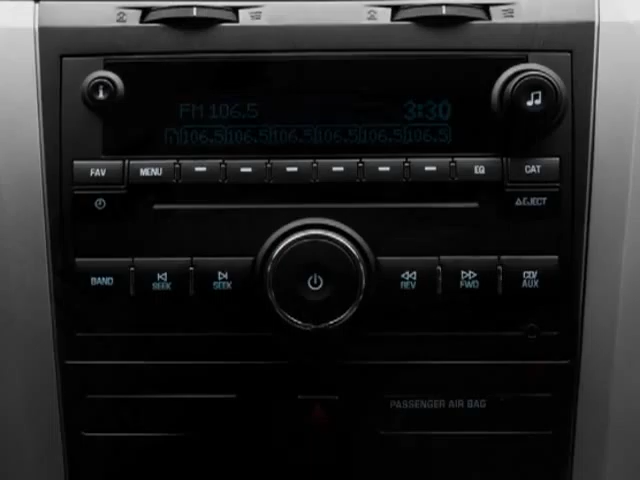 FM 106.5 3:30
106.5 106.5 106.5 106.5 106.5 106.5
FAV MENU EQ CAT
EJECT
BAND SEEK SEEK REV FWD CD/
AUX
PASSENGER AIR BAG